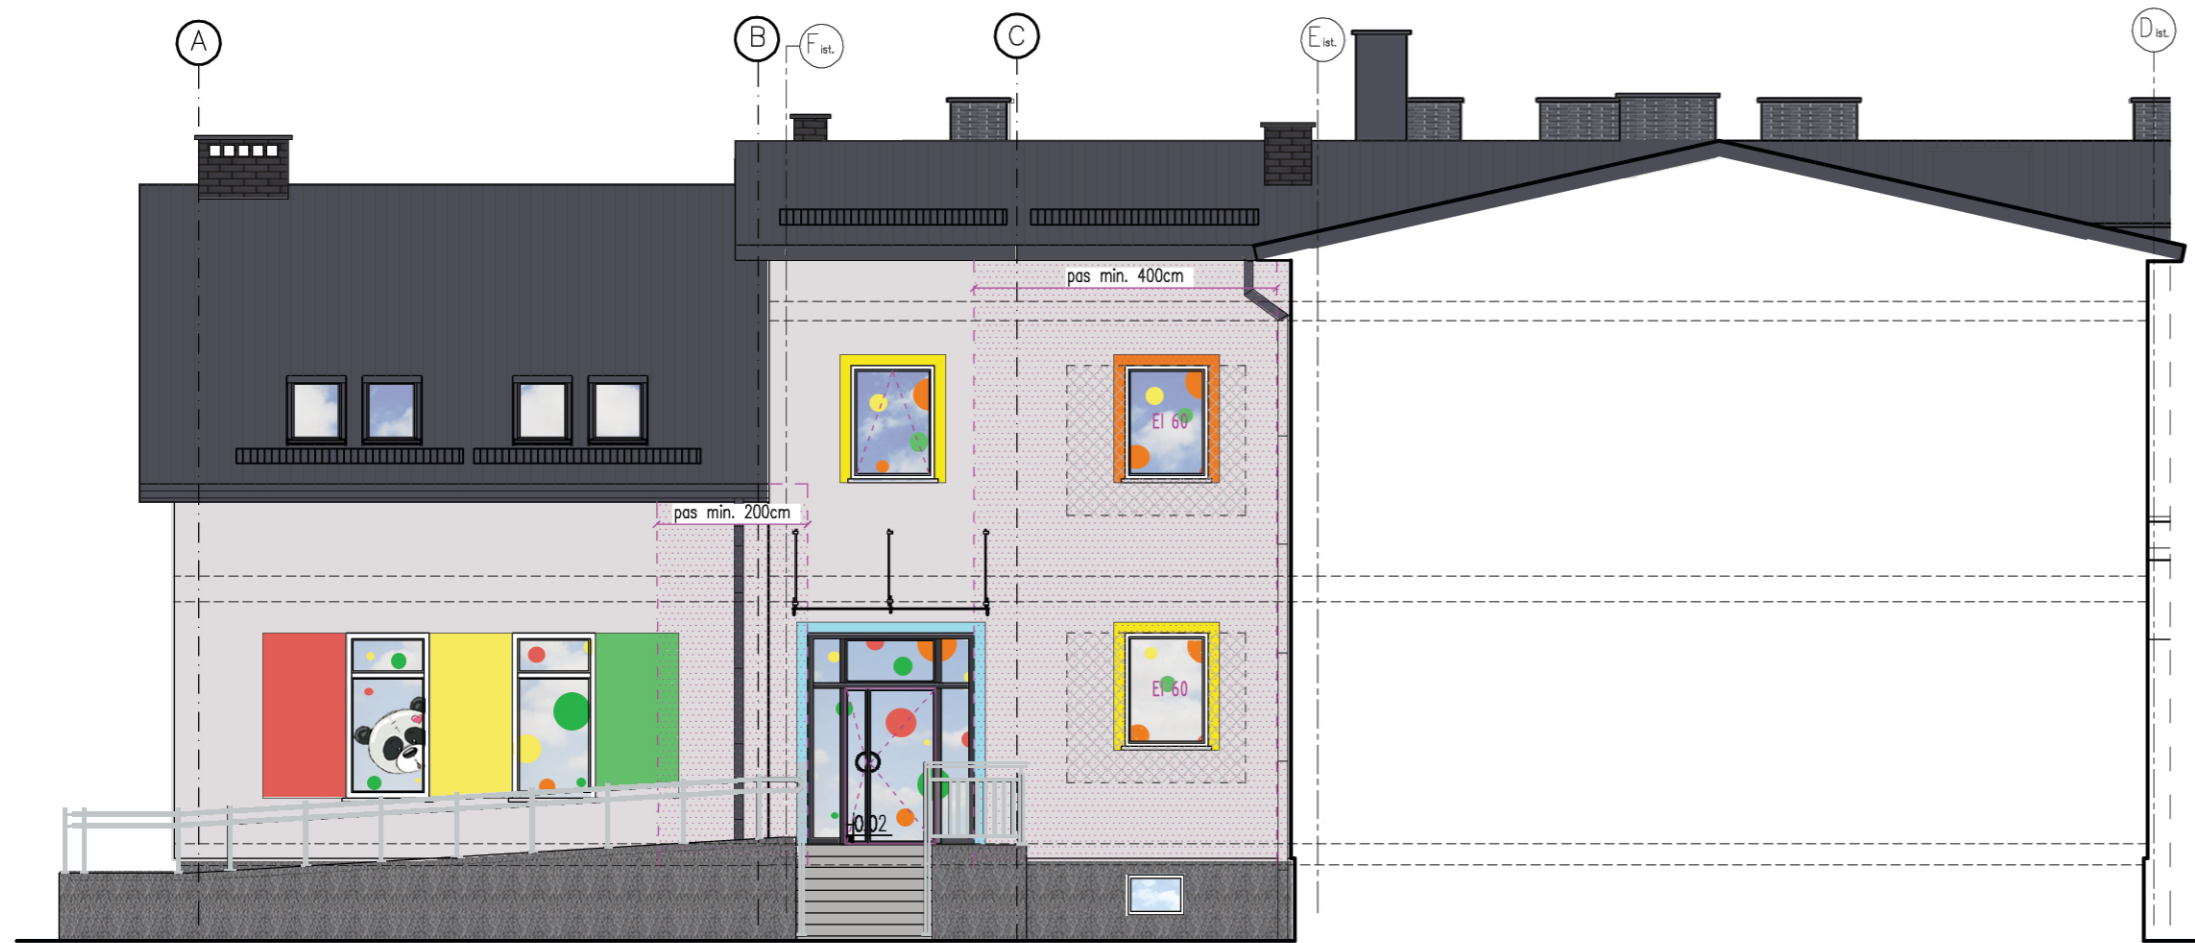 A
B
F ist.
C
E ist.
D ist.
pas min. 400cm
EI 60
pas min. 200cm
EI 60
-0.02